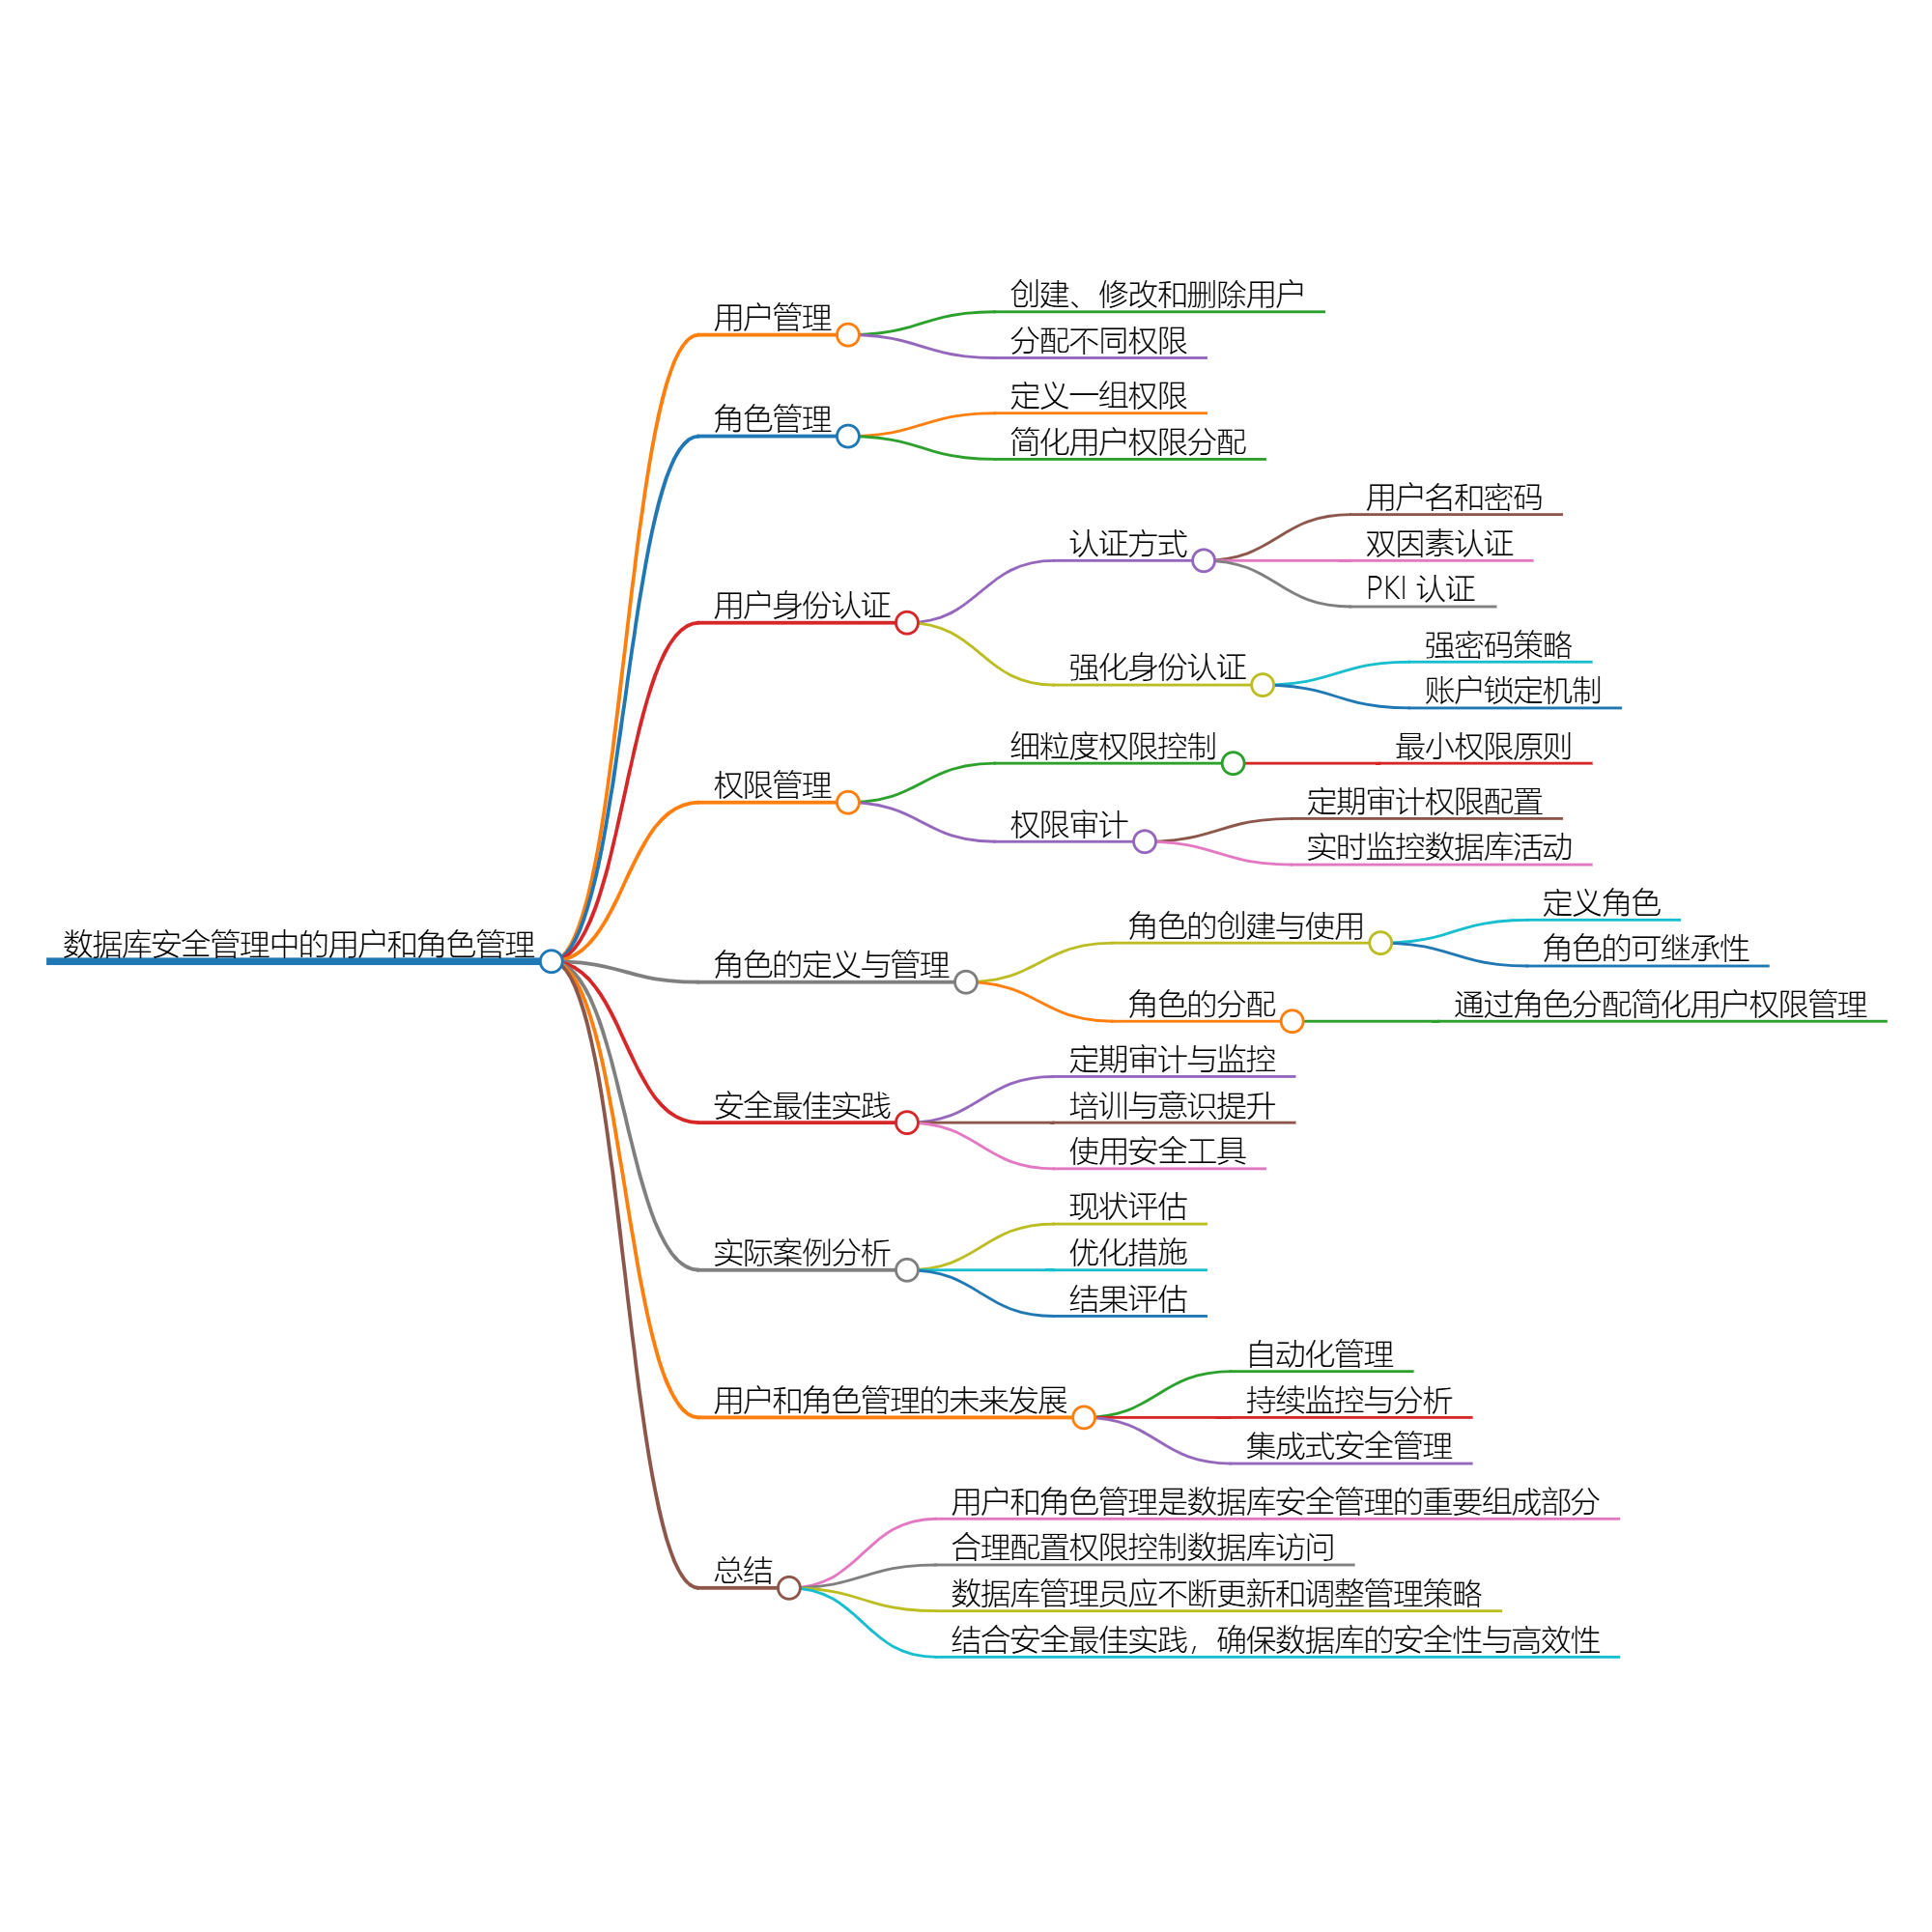 数据库安全管理中的用户和角色管理
用户管理
创建、修改和删除用户
分配不同权限
角色管理
定义一组权限
简化用户权限分配
用户身份认证
认证方式
用户名和密码
双因素认证
PKI 认证
强化身份认证
强密码策略
账户锁定机制
权限管理
细粒度权限控制
最小权限原则
权限审计
定期审计权限配置
实时监控数据库活动
角色的定义与管理
角色的创建与使用
定义角色
角色的可继承性
角色的分配
通过角色分配简化用户权限管理
安全最佳实践
定期审计与监控
培训与意识提升
使用安全工具
实际案例分析
现状评估
优化措施
结果评估
用户和角色管理的未来发展
自动化管理
持续监控与分析
集成式安全管理
总结
用户和角色管理是数据库安全管理的重要组成部分
合理配置权限控制数据库访问
数据库管理员应不断更新和调整管理策略
结合安全最佳实践，确保数据库的安全性与高效性